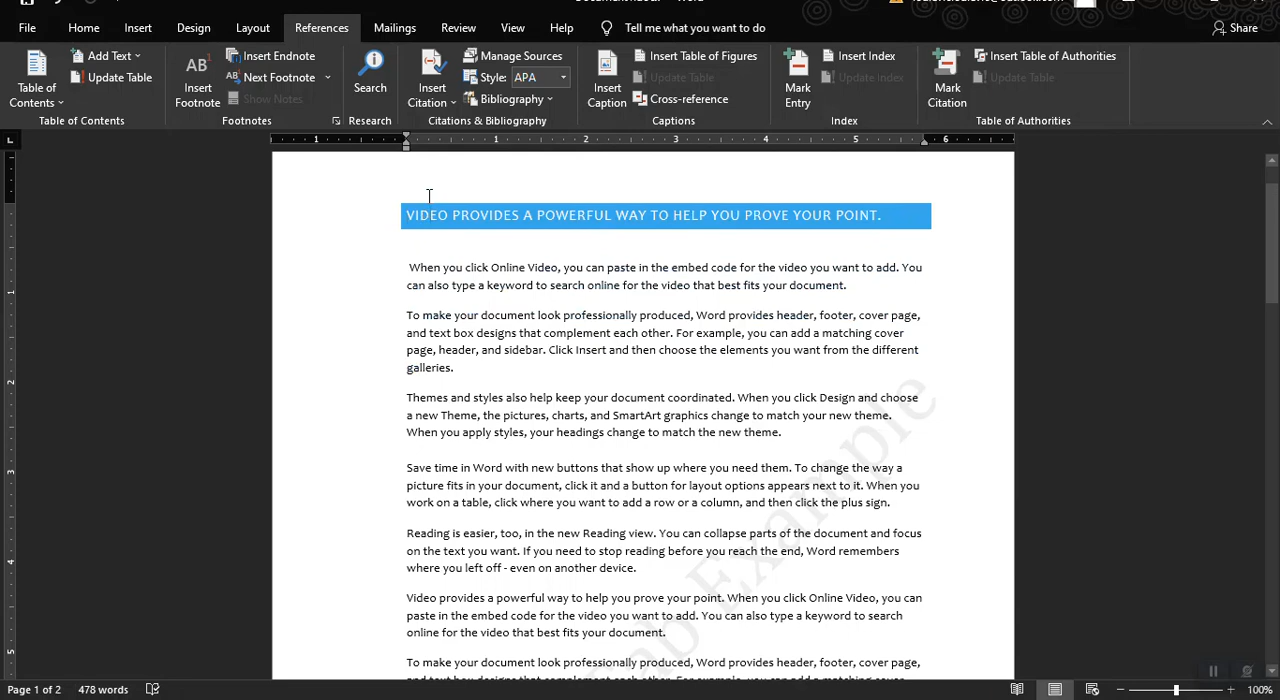 File Home Insert Design Layout References Mailings Review View Help Tell me what you want to do Share
Table of Contents
Add Text
Update Table
Table of Contents
AB Insert Footnote
Insert Endnote
Next Footnote
Show Notes
Footnotes
Search
Research
Insert Citation
Manage Sources
Style: APA
Bibliography
Citations & Bibliography
Insert Caption
Insert Table of Figures
Update Table
Cross-reference
Captions
Mark Entry
Insert Index
Update Index
Index
Mark Citation
Insert Table of Authorities
Update Table
Table of Authorities
1 1 2 3 4 5 6
VIDEO PROVIDES A POWERFUL WAY TO HELP YOU PROVE YOUR POINT.
When you click Online Video, you can paste in the embed code for the video you want to add. You
can also type a keyword to search online for the video that best fits your document.
To make your document look professionally produced, Word provides header, footer, cover page,
and text box designs that complement each other. For example, you can add a matching cover
page, header, and sidebar. Click Insert and then choose the elements you want from the different
galleries.
Themes and styles also help keep your document coordinated. When you click Design and choose
a new Theme, the pictures, charts, and SmartArt graphics change to match your new theme.
When you apply styles, your headings change to match the new theme.
Save time in Word with new buttons that show up where you need them. To change the way a
picture fits in your document, click it and a button for layout options appears next to it. When you
work on a table, click where you want to add a row or a column, and then click the plus sign.
Reading is easier, too, in the new Reading view. You can collapse parts of the document and focus
on the text you want. If you need to stop reading before you reach the end, Word remembers
where you left off - even on another device.
Video provides a powerful way to help you prove your point. When you click Online Video, you can
paste in the embed code for the video you want to add. You can also type a keyword to search
online for the video that best fits your document.
To make your document look professionally produced, Word provides header, footer, cover page,
Example
1
2
3
4
5
Page 1 of 2 478 words 100%